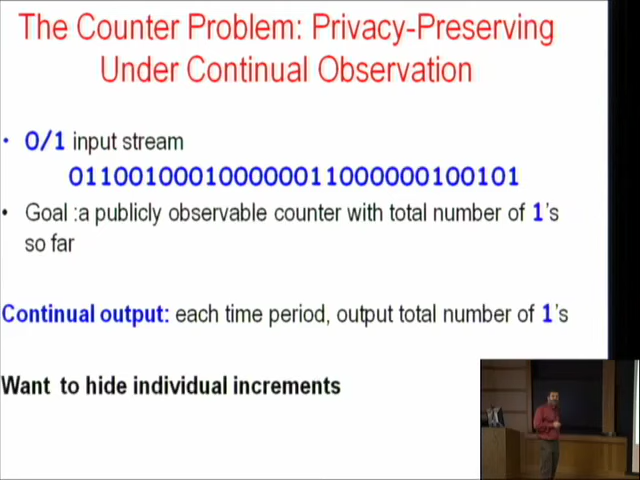 The Counter Problem: Privacy-Preserving
Under Continual Observation
• 0/1 input stream
011001000100000011000000100101
• Goal :a publicly observable counter with total number of 1's
so far
Continual output: each time period, output total number of 1's
Want to hide individual increments